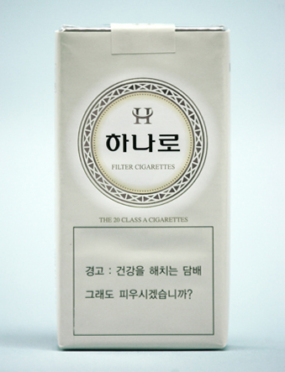 H
하나로
FILTER CIGARETTES
THE 20 CLASS A CIGARETTES
경고 : 건강을 해치는 담배
그래도 피우시겠습니까?